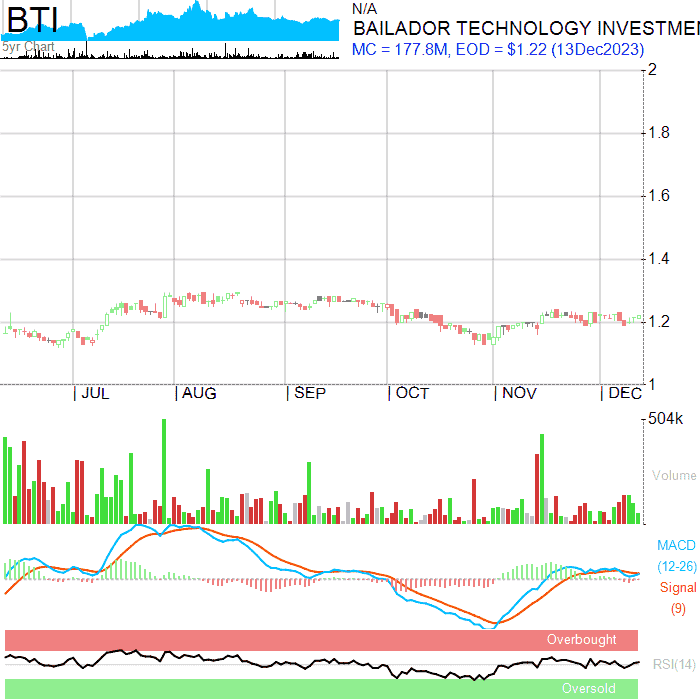 BTI
5yr Chart
N/A
BAILADOR TECHNOLOGY INVESTMEN
MC = 177.8M, EOD = $1.22 (13Dec2023)
2
1.8
1.6
1.4
1.2
1
JUL AUG SEP OCT NOV DEC
504k
Volume
MACD
(12-26)
Signal
(9)
Overbought
RSI(14)
Oversold